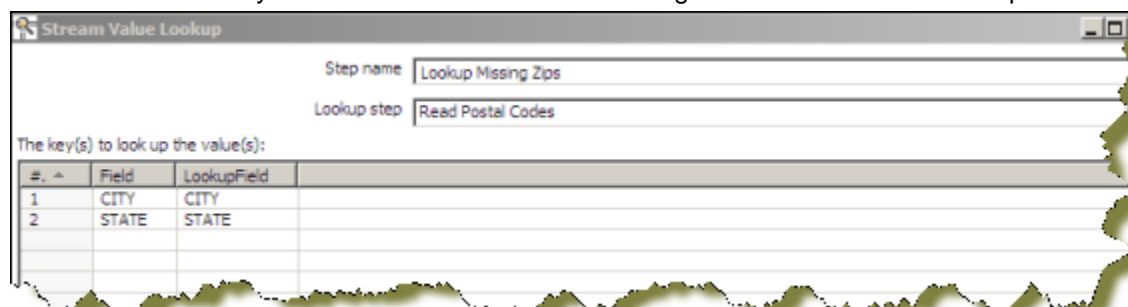 Stream Value Lookup
Step name Lookup Missing Zips
Lookup step Read Postal Codes
The key(s) to look up the value(s):
#. Field LookupField
1 CITY CITY
2 STATE STATE